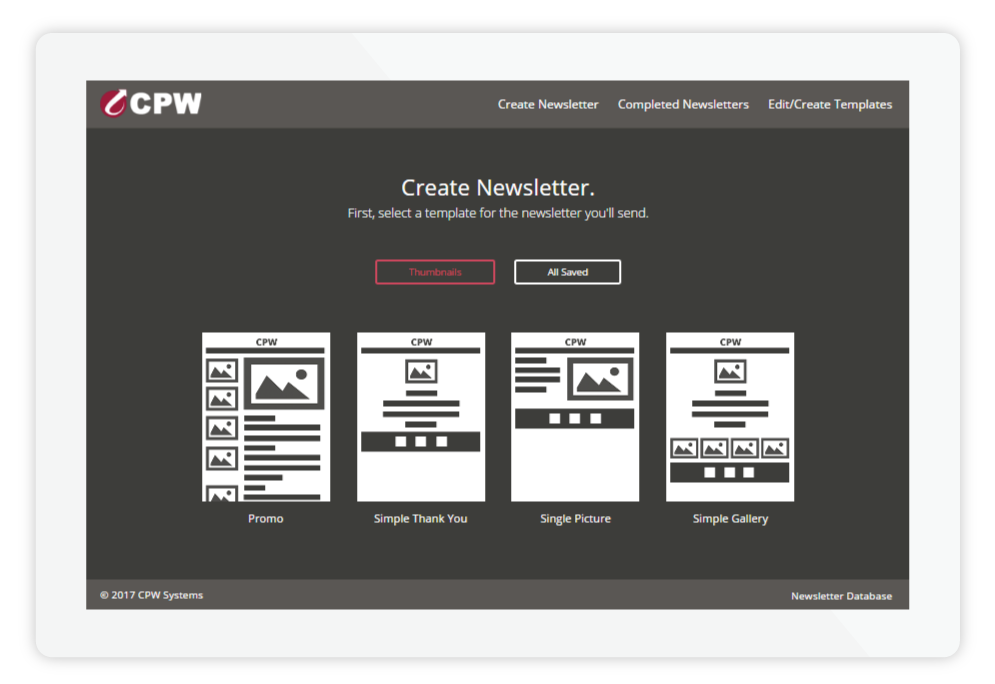 CPW
Create Newsletter
Completed Newsletters
Edit/Create Templates
Create Newsletter.
First, select a template for the newsletter you'll send.
Thumbnails
All Saved
CPW
CPW
CPW
CPW
Promo
Simple Thank You
Single Picture
Simple Gallery
© 2017 CPW Systems
Newsletter Database